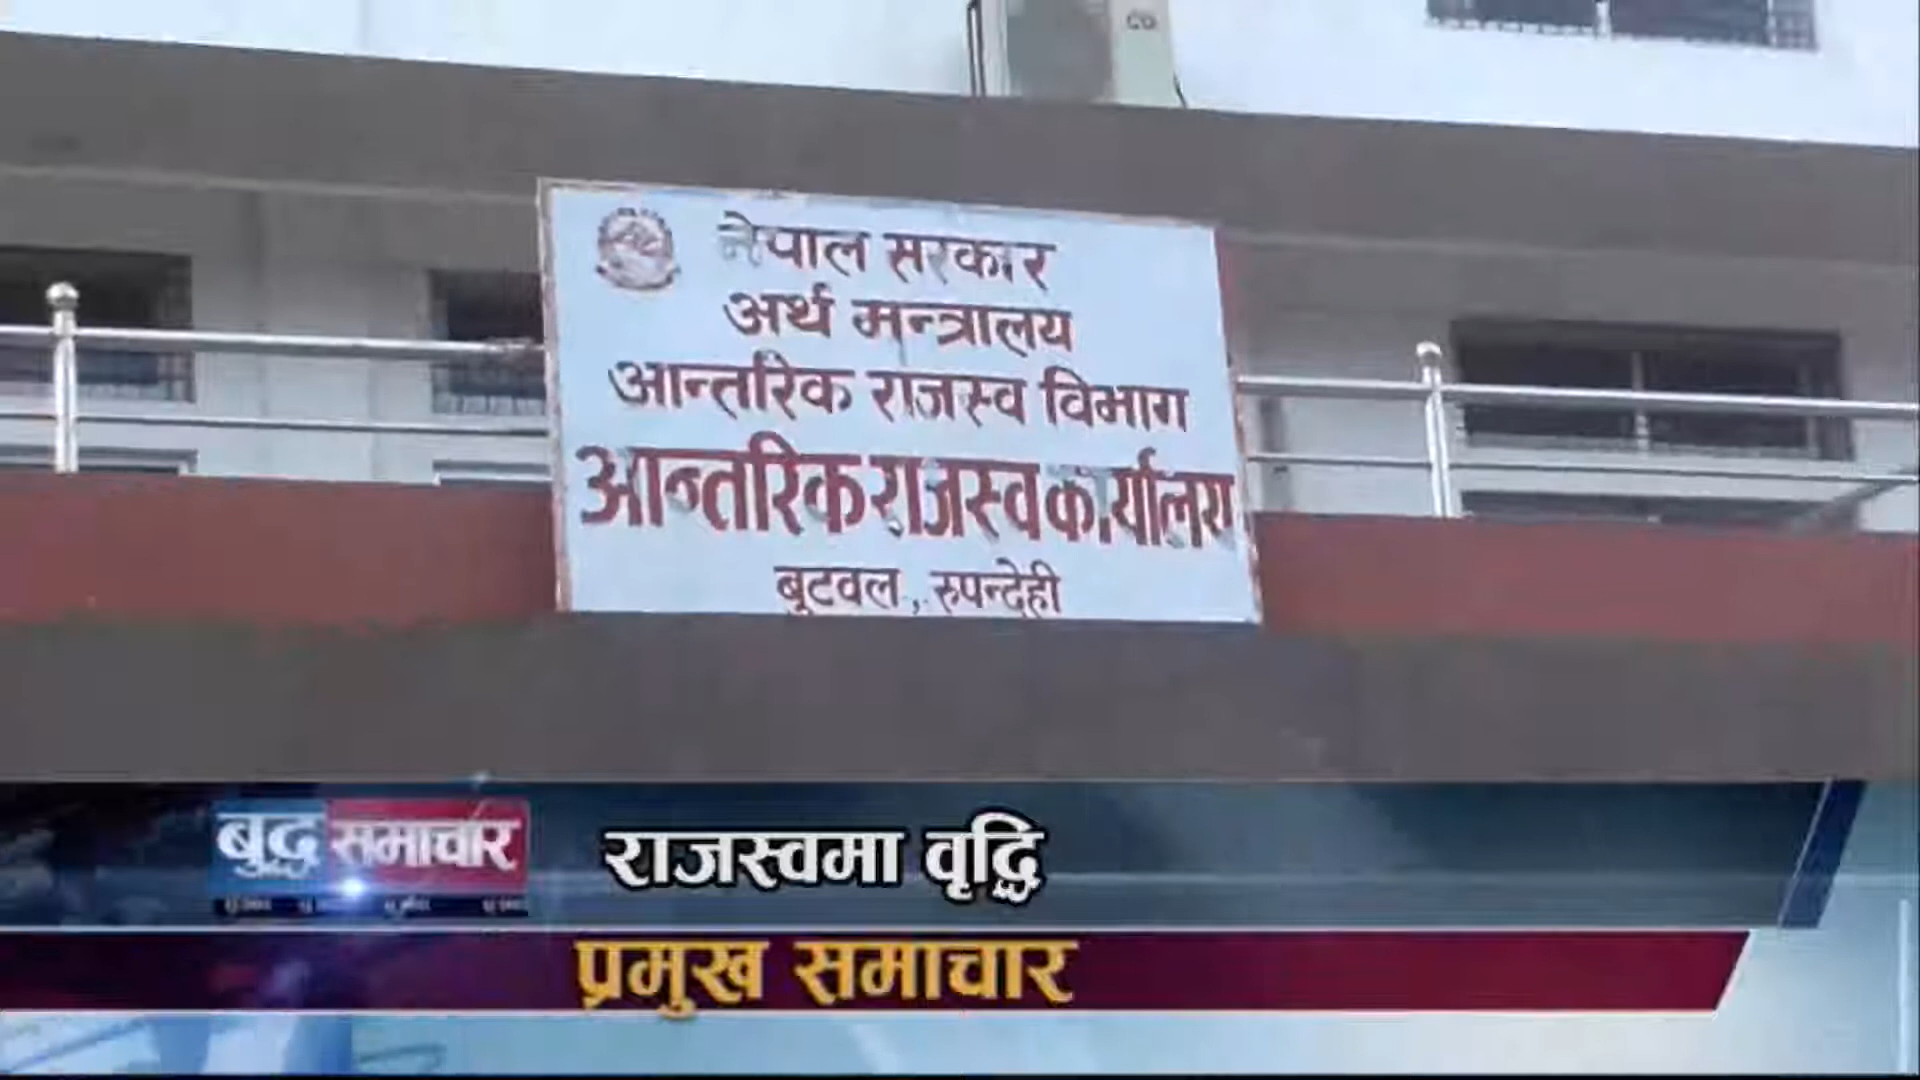 नेपाल सरकार
अर्थ मन्त्रालय
आन्तरिक राजस्व विभाग
आन्तरिक राजस्व कार्यालय
बुटवल, रुपन्देही
बुद्ध समाचार
राजस्वमा वृद्धि
प्रमुख समाचार